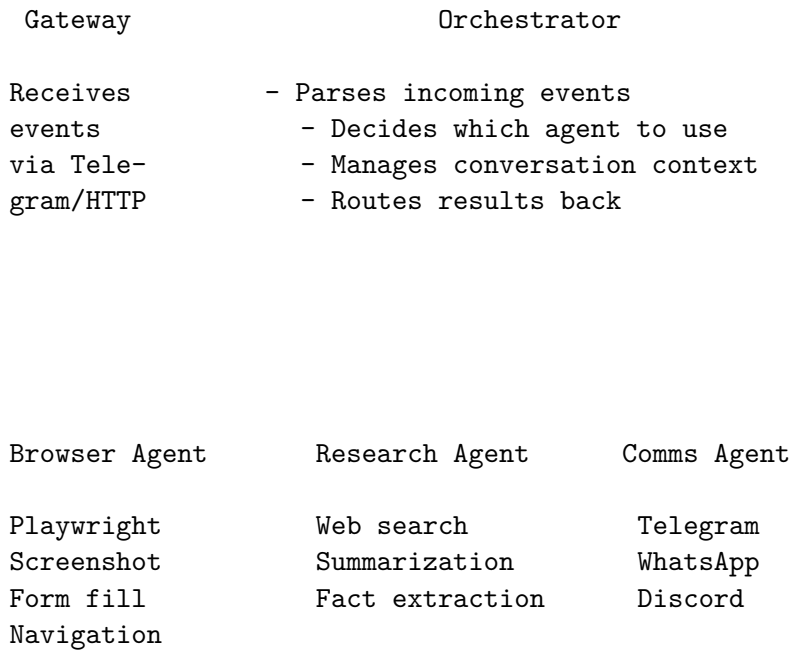 Gateway Orchestrator
Receives - Parses incoming events
events - Decides which agent to use
via Tele- - Manages conversation context
gram/HTTP - Routes results back
Browser Agent Research Agent Comms Agent
Playwright Web search Telegram
Screenshot Summarization WhatsApp
Form fill Fact extraction Discord
Navigation